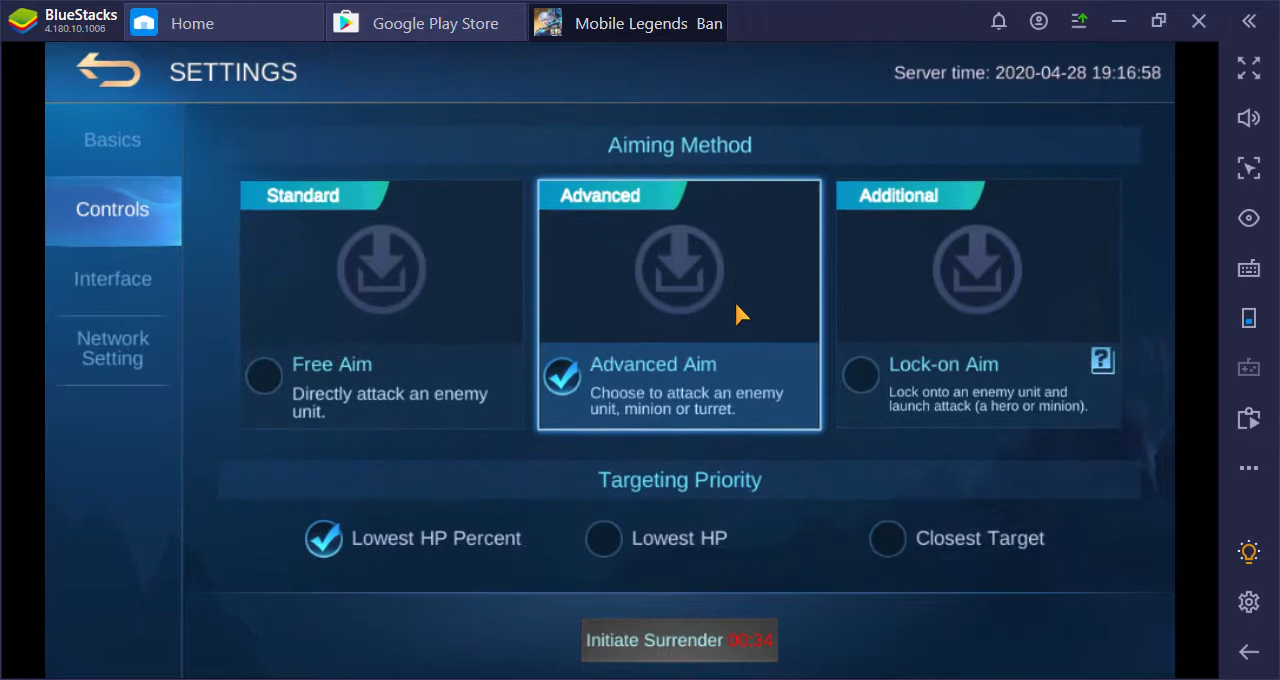 BlueStacks
4.180.10.1006
Home
Google Play Store
Mobile Legends Ban
SETTINGS
Server time: 2020-04-28 19:16:58
Basics
Controls
Interface
Network
Setting
Aiming Method
Standard
Free Aim
Directly attack an enemy
unit.
Advanced
Advanced Aim
Choose to attack an enemy
unit, minion or turret.
Additional
Lock-on Aim
Lock onto an enemy unit and
launch attack (a hero or minion).
?
Targeting Priority
Lowest HP Percent
Lowest HP
Closest Target
Initiate Surrender 00:34